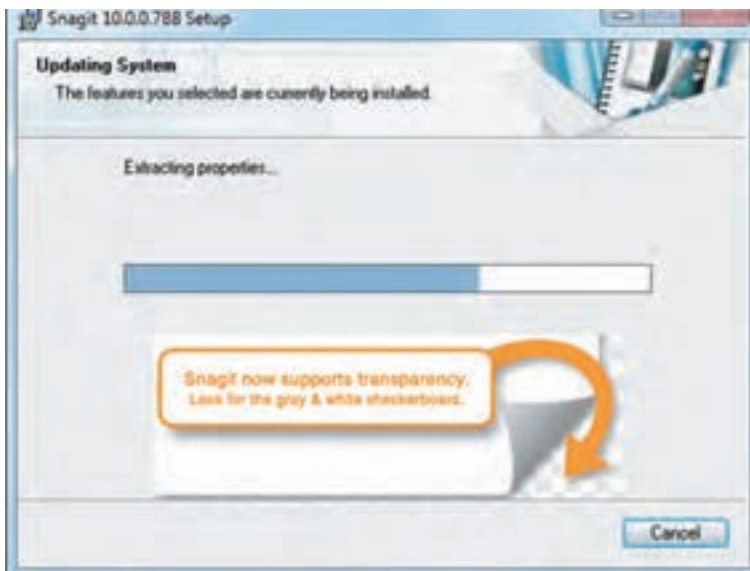 Snagit 10.0.0.788 Setup
Updating System
The features you selected are currently being installed.
Extracting properties...
Snagit now supports transparency.
Look for the gray & white checkerboard.
Cancel